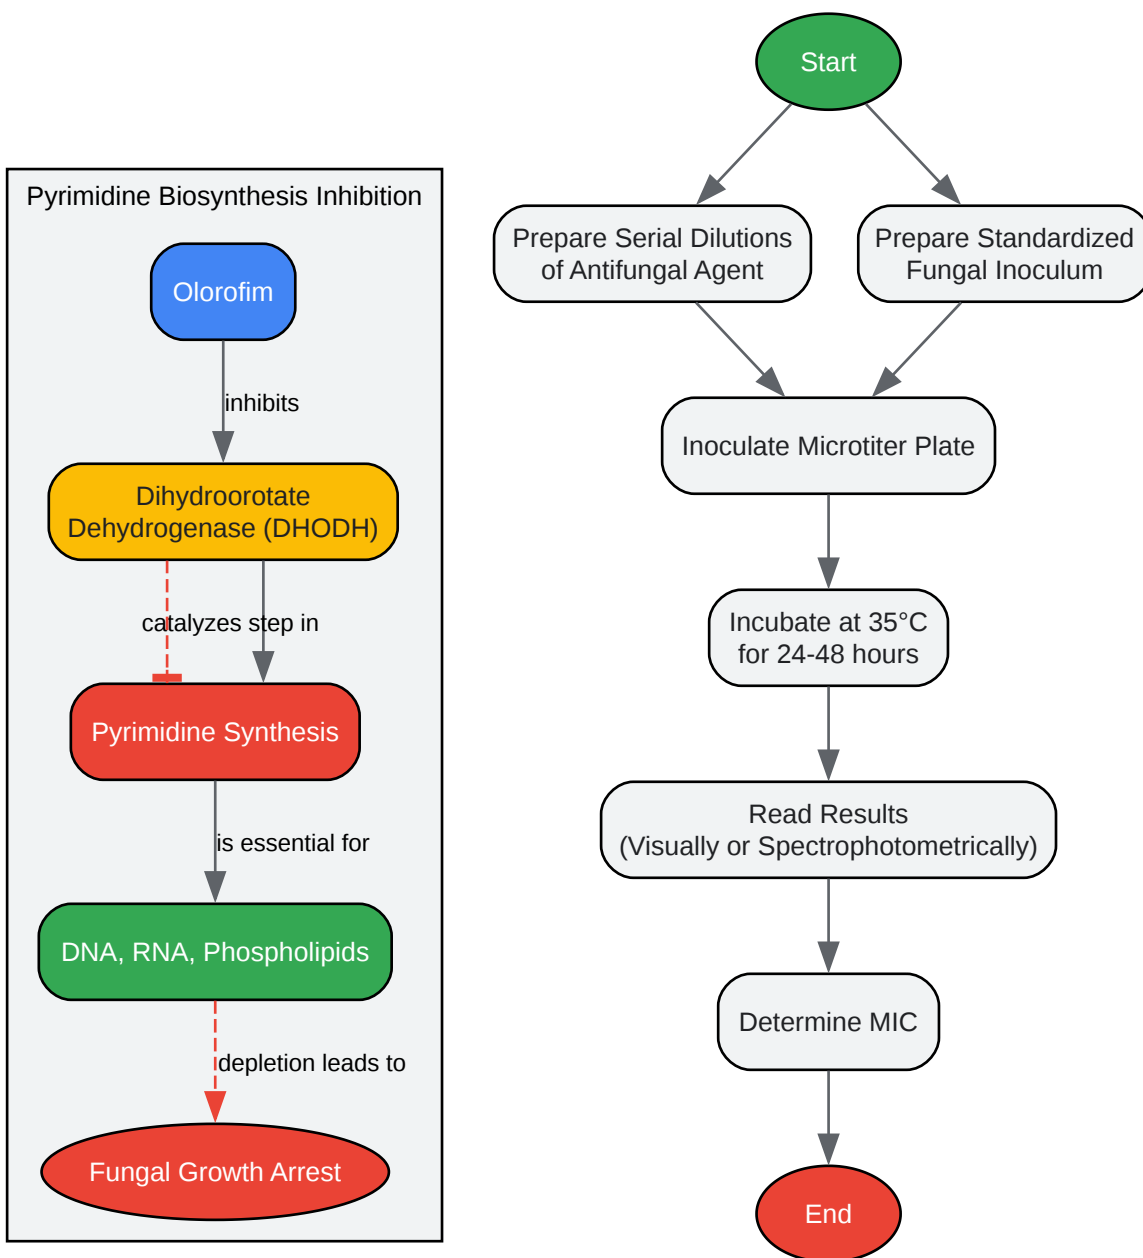 Pyrimidine Biosynthesis Inhibition
Olorofim
inhibits
Dihydroorotate
Dehydrogenase (DHODH)
catalyzes step in
Pyrimidine Synthesis
is essential for
DNA, RNA, Phospholipids
depletion leads to
Fungal Growth Arrest
Start
Prepare Serial Dilutions
of Antifungal Agent
Prepare Standardized
Fungal Inoculum
Inoculate Microtiter Plate
Incubate at 35°C
for 24-48 hours
Read Results
(Visually or Spectrophotometrically)
Determine MIC
End